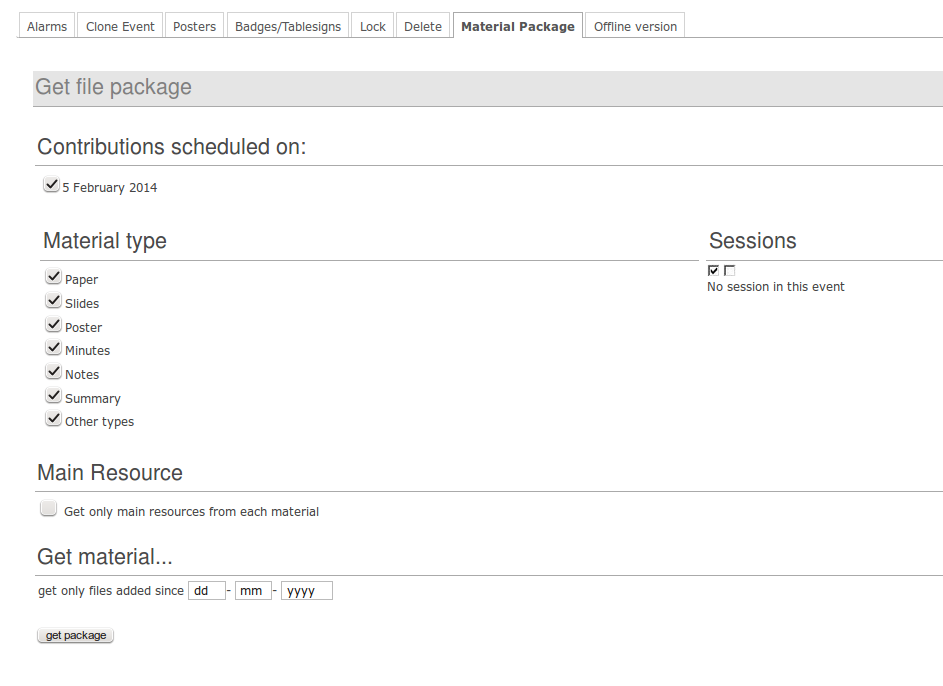 Alarms Clone Event Posters Badges/Tablesigns Lock Delete Material Package Offline version
Get file package
Contributions scheduled on:
5 February 2014
Material type
Paper
Slides
Poster
Minutes
Notes
Summary
Other types
Sessions
No session in this event
Main Resource
Get only main resources from each material
Get material...
get only files added since dd - mm - yyyy
get package